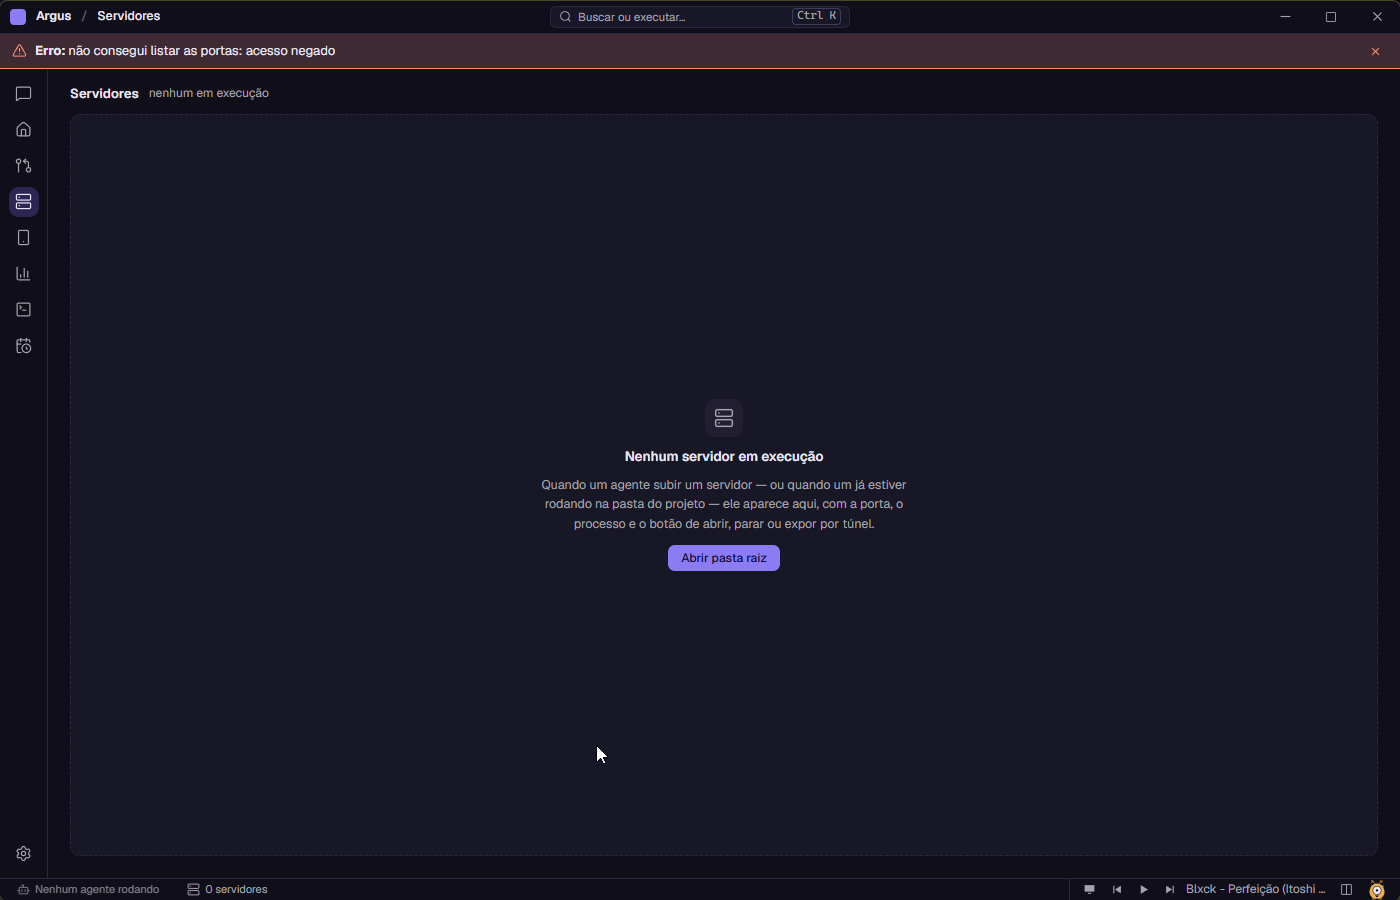 Argus / Servidores
Buscar ou executar...
Ctrl K
Erro: não consegui listar as portas: acesso negado
Servidores nenhum em execução
Nenhum servidor em execução
Quando um agente subir um servidor — ou quando um já estiver
rodando na pasta do projeto — ele aparece aqui, com a porta, o
processo e o botão de abrir, parar ou expor por túnel.
Abrir pasta raiz
Nenhum agente rodando
0 servidores
Blxck - Perfeição (Itoshi ...